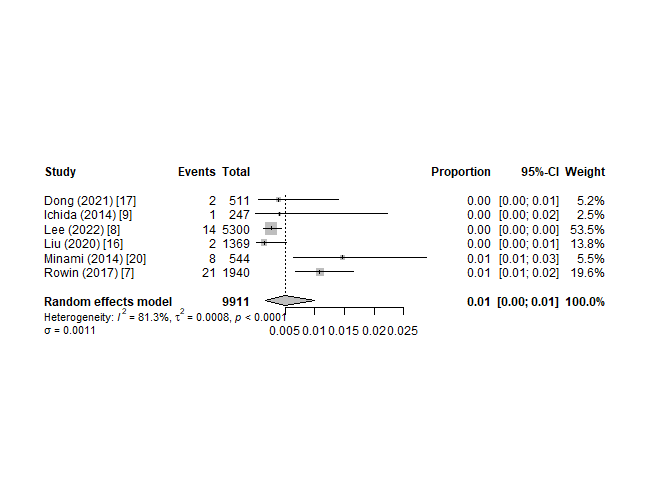 Study Events Total Proportion 95%-CI Weight
Dong (2021) [17] 2 511 0.00 [0.00; 0.01] 5.2%
Ichida (2014) [9] 1 247 0.00 [0.00; 0.02] 2.5%
Lee (2022) [8] 14 5300 0.00 [0.00; 0.00] 53.5%
Liu (2020) [16] 2 1369 0.00 [0.00; 0.01] 13.8%
Minami (2014) [20] 8 544 0.01 [0.01; 0.03] 5.5%
Rowin (2017) [7] 21 1940 0.01 [0.01; 0.02] 19.6%
Random effects model 9911 0.01 [0.00; 0.01] 100.0%
Heterogeneity: I² = 81.3%, τ² = 0.0008, p < 0.0001
σ = 0.0011 0.005 0.01 0.015 0.02 0.025